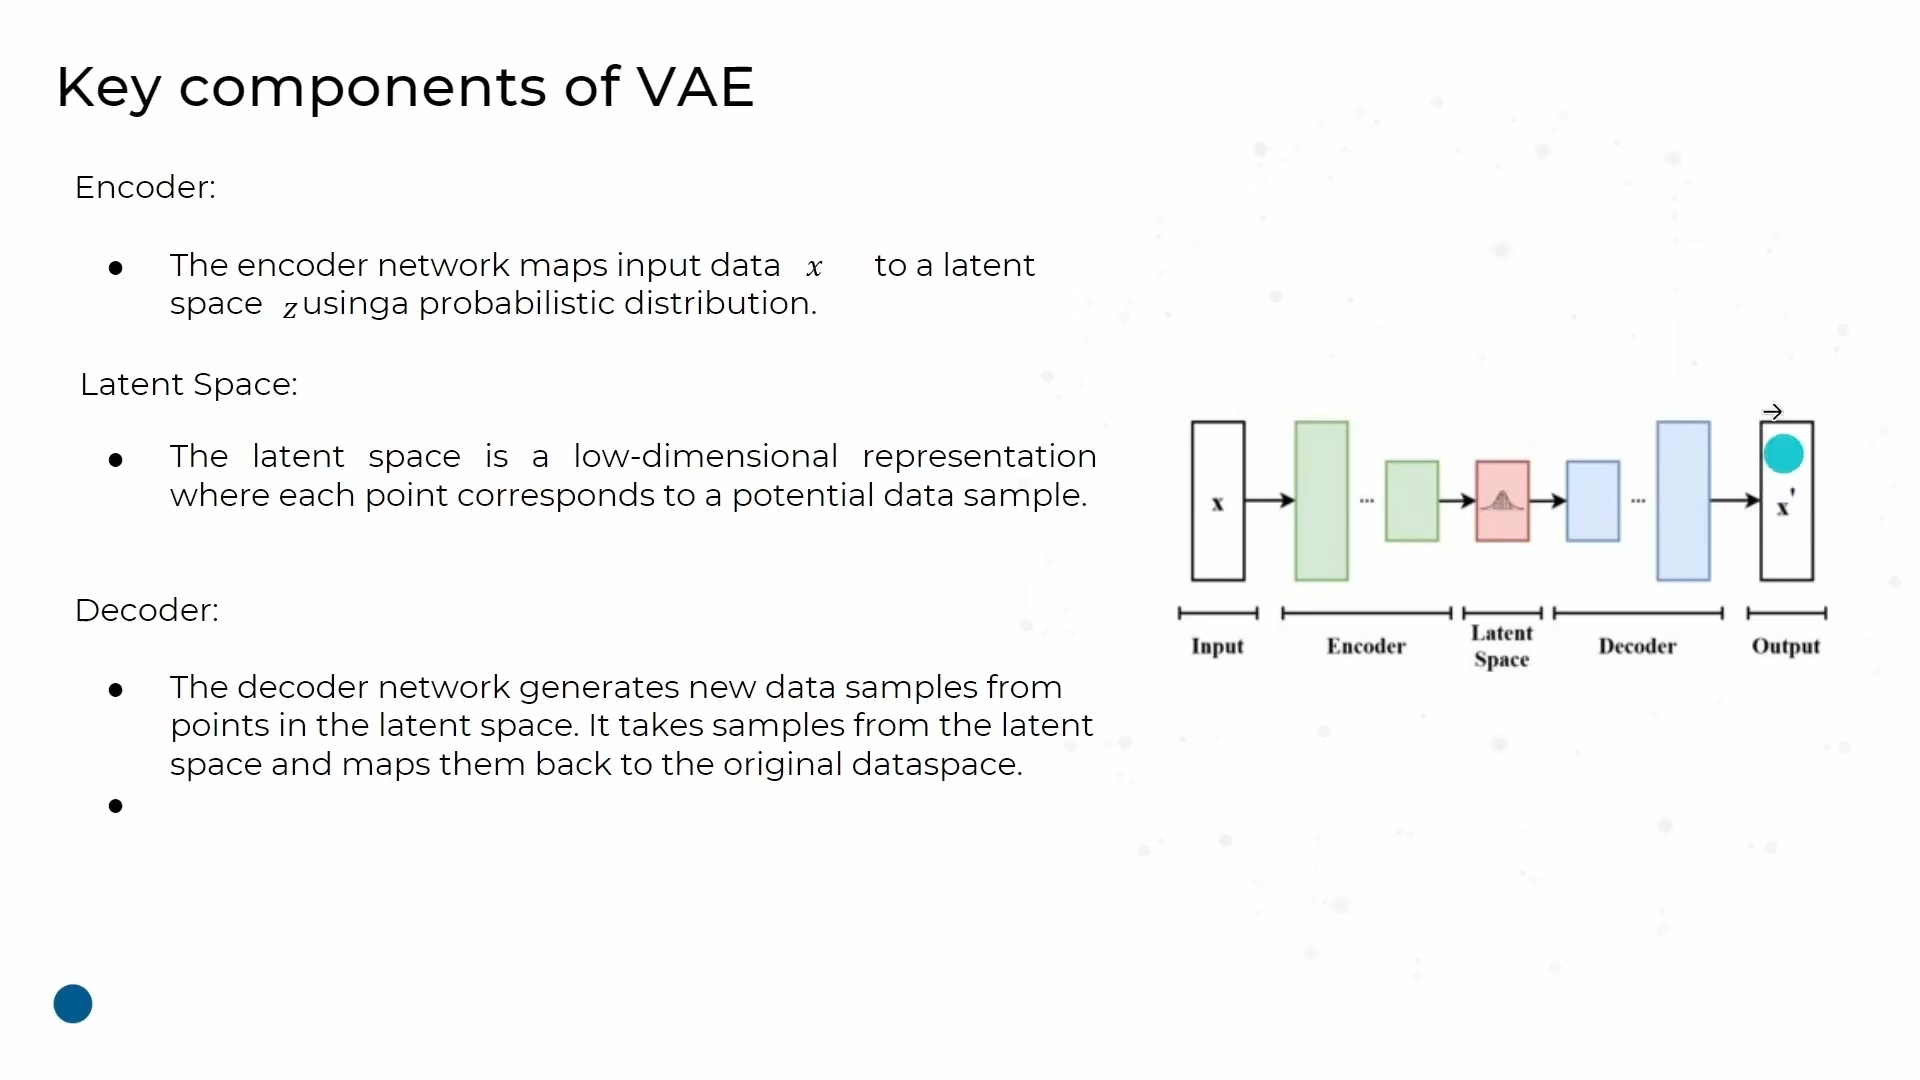 Key components of VAE
Encoder:
● The encoder network maps input data x to a latent
space z usinga probabilistic distribution.
Latent Space:
● The latent space is a low-dimensional representation
where each point corresponds to a potential data sample.
Decoder:
● The decoder network generates new data samples from
points in the latent space. It takes samples from the latent
space and maps them back to the original dataspace.
●
→
x ... ... x'
Input Encoder Latent Space Decoder Output